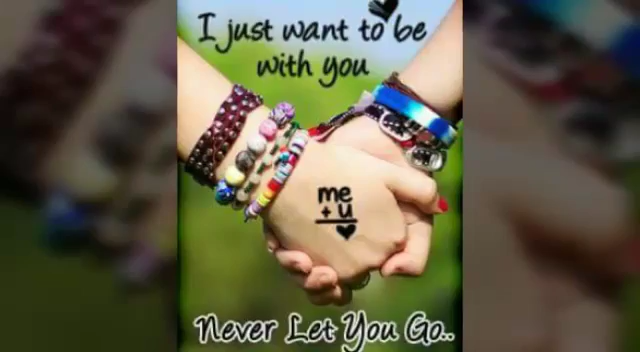 I just want to be
with you
me
+ u
Never Let You Go..